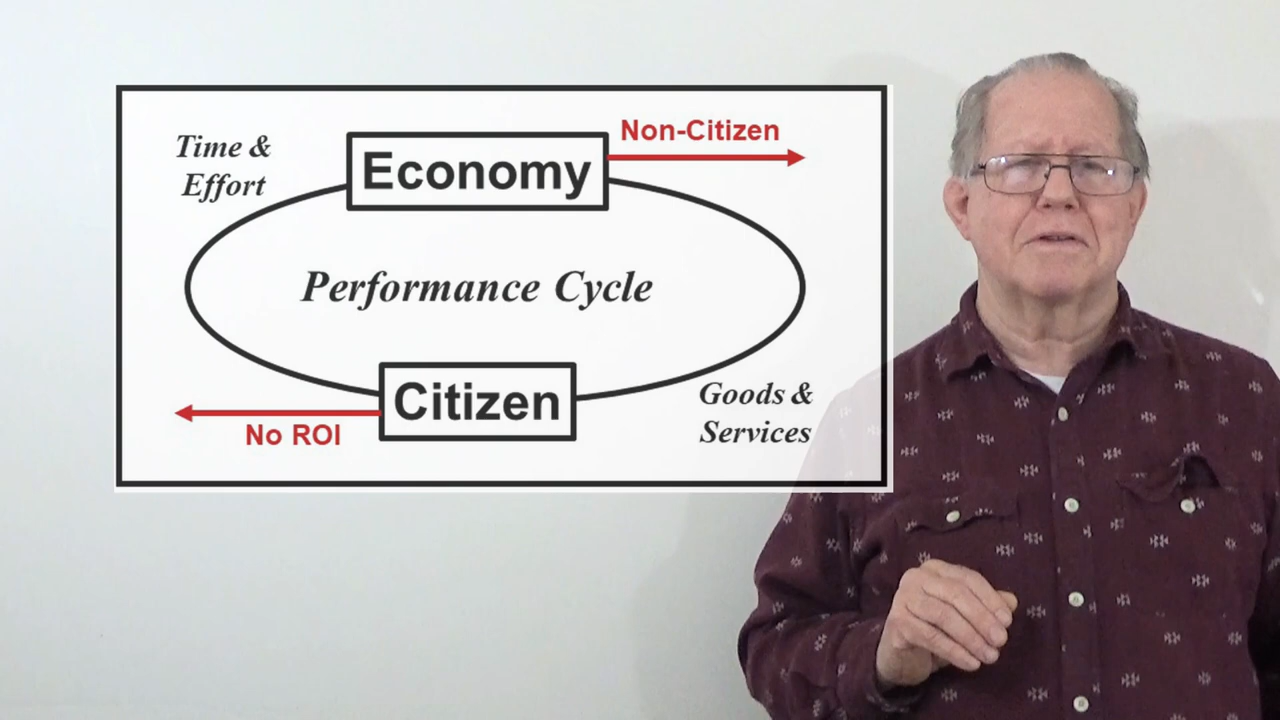 Time &
Effort
Economy
Non-Citizen
Performance Cycle
Citizen
No ROI
Goods &
Services